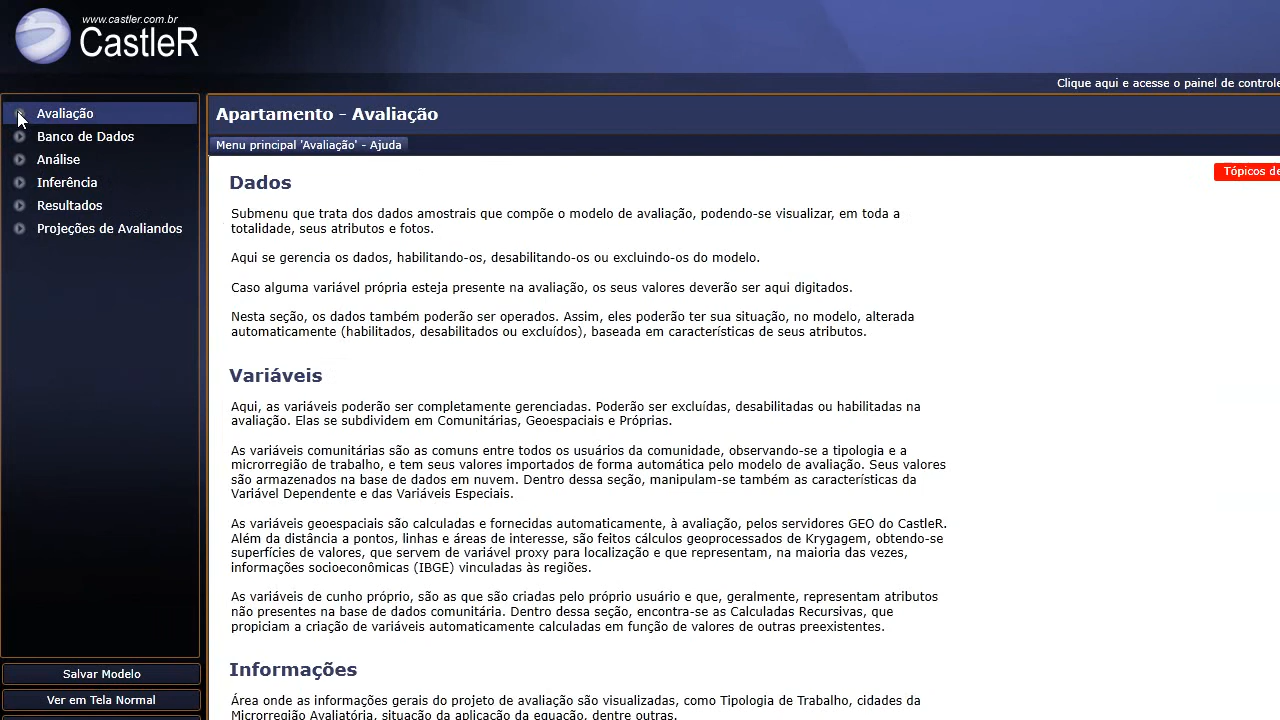 www.castler.com.br
CastleR
Clique aqui e acesse o painel de controle
Avaliação
Banco de Dados
Análise
Inferência
Resultados
Projeções de Avaliandos
Salvar Modelo
Ver em Tela Normal
Apartamento - Avaliação
Menu principal 'Avaliação' - Ajuda
Tópicos de
Dados
Submenu que trata dos dados amostrais que compõe o modelo de avaliação, podendo-se visualizar, em toda a
totalidade, seus atributos e fotos.
Aqui se gerencia os dados, habilitando-os, desabilitando-os ou excluindo-os do modelo.
Caso alguma variável própria esteja presente na avaliação, os seus valores deverão ser aqui digitados.
Nesta seção, os dados também poderão ser operados. Assim, eles poderão ter sua situação, no modelo, alterada
automaticamente (habilitados, desabilitados ou excluídos), baseada em características de seus atributos.
Variáveis
Aqui, as variáveis poderão ser completamente gerenciadas. Poderão ser excluídas, desabilitadas ou habilitadas na
avaliação. Elas se subdividem em Comunitárias, Geoespaciais e Próprias.
As variáveis comunitárias são as comuns entre todos os usuários da comunidade, observando-se a tipologia e a
microrregião de trabalho, e tem seus valores importados de forma automática pelo modelo de avaliação. Seus valores
são armazenados na base de dados em nuvem. Dentro dessa seção, manipulam-se também as características da
Variável Dependente e das Variáveis Especiais.
As variáveis geoespaciais são calculadas e fornecidas automaticamente, à avaliação, pelos servidores GEO do CastleR.
Além da distância a pontos, linhas e áreas de interesse, são feitos cálculos geoprocessados de Krygagem, obtendo-se
superfícies de valores, que servem de variável proxy para localização e que representam, na maioria das vezes,
informações socioeconômicas (IBGE) vinculadas às regiões.
As variáveis de cunho próprio, são as que são criadas pelo próprio usuário e que, geralmente, representam atributos
não presentes na base de dados comunitária. Dentro dessa seção, encontra-se as Calculadas Recursivas, que
propiciam a criação de variáveis automaticamente calculadas em função de valores de outras preexistentes.
Informações
Área onde as informações gerais do projeto de avaliação são visualizadas, como Tipologia de Trabalho, cidades da
Microrregião Avaliatória, situação da aplicação da equação, dentre outras.